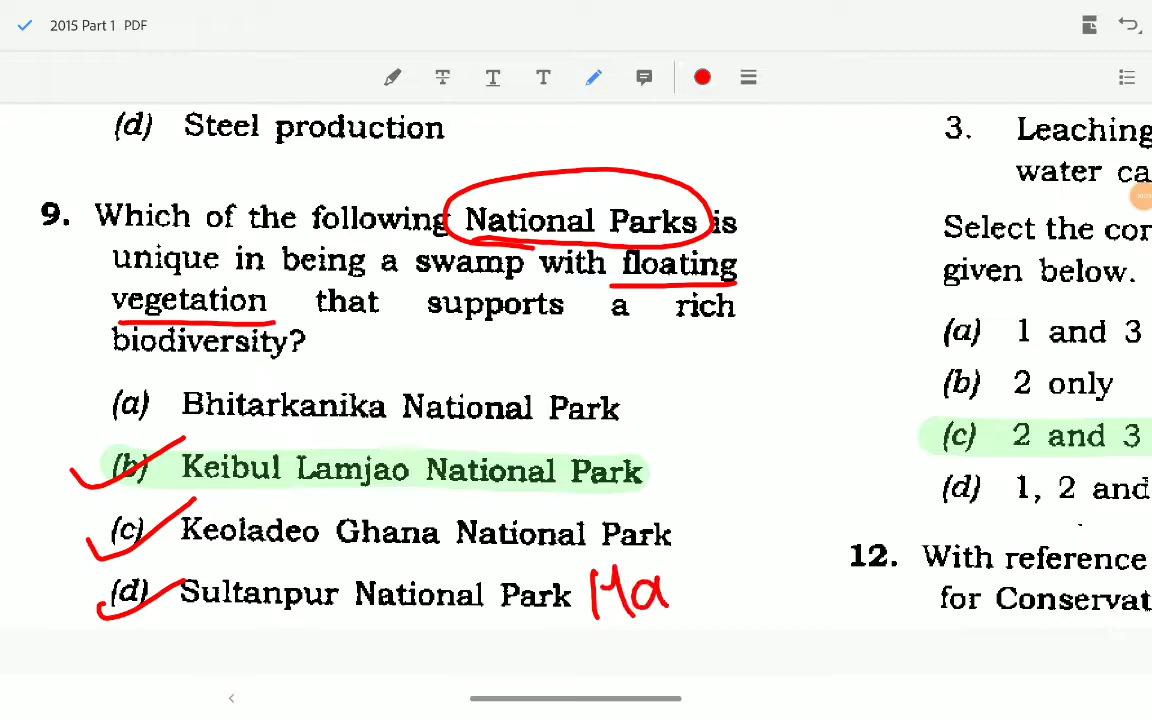 2015 Part 1 PDF
(d) Steel production
9. Which of the following National Parks is
unique in being a swamp with floating
vegetation that supports a rich
biodiversity?
(a) Bhitarkanika National Park
(b) Keibul Lamjao National Park
(c) Keoladeo Ghana National Park
(d) Sultanpur National Park Ha
3. Leaching
water ca
Select the cor
given below.
(a) 1 and 3
(b) 2 only
(c) 2 and 3
(d) 1, 2 and
12. With reference
for Conservat